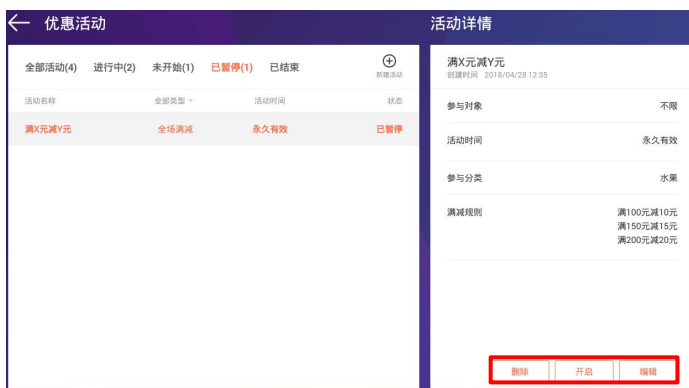 优惠活动
全部活动(4) 进行中(2) 未开始(1) 已暂停(1) 已结束
新建活动
活动名称 全部类型 活动时间 状态
满X元减Y元 全场满减 永久有效 已暂停
活动详情
满X元减Y元
创建时间 2018/04/28 12:35
参与对象 不限
活动时间 永久有效
参与分类 水果
满减规则 满100元减10元
满150元减15元
满200元减20元
删除 开启 编辑